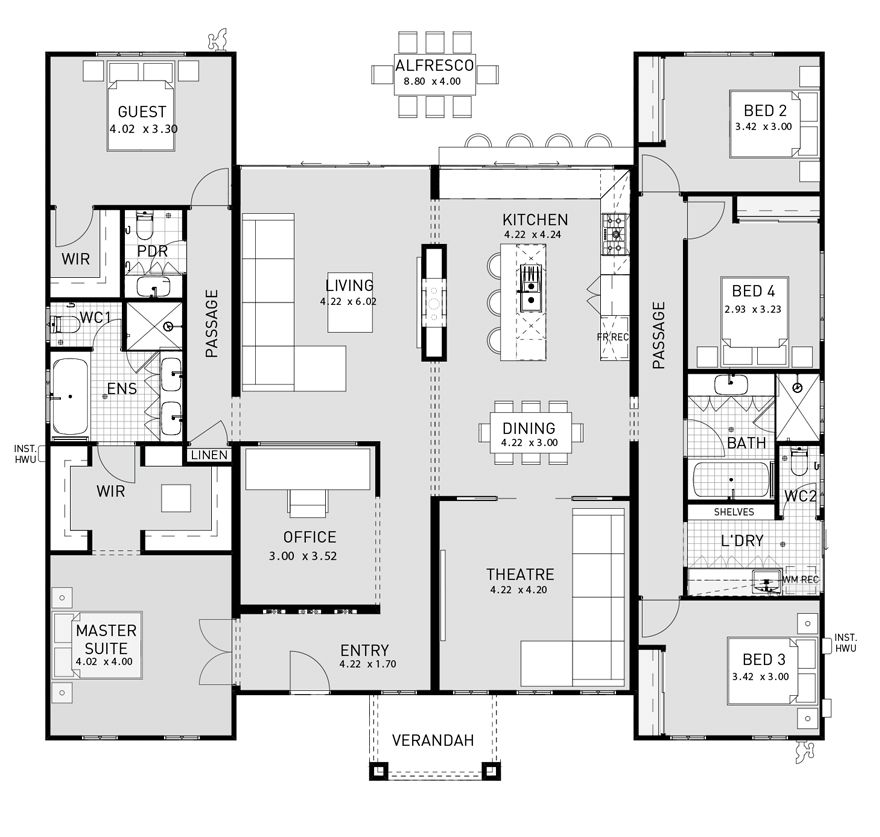 ALFRESCO
8.80 x 4.00
GUEST
4.02 x 3.30
BED 2
3.42 x 3.00
WIR
PDR
KITCHEN
4.22 x 4.24
LIVING
4.22 x 6.02
PASSAGE
FR REC
PASSAGE
BED 4
2.93 x 3.23
WC1
ENS
LINEN
INST.
HWU
WIR
DINING
4.22 x 3.00
BATH
WC2
SHELVES
L'DRY
WM REC
OFFICE
3.00 x 3.52
THEATRE
4.22 x 4.20
MASTER
SUITE
4.02 x 4.00
ENTRY
4.22 x 1.70
BED 3
3.42 x 3.00
INST.
HWU
VERANDAH